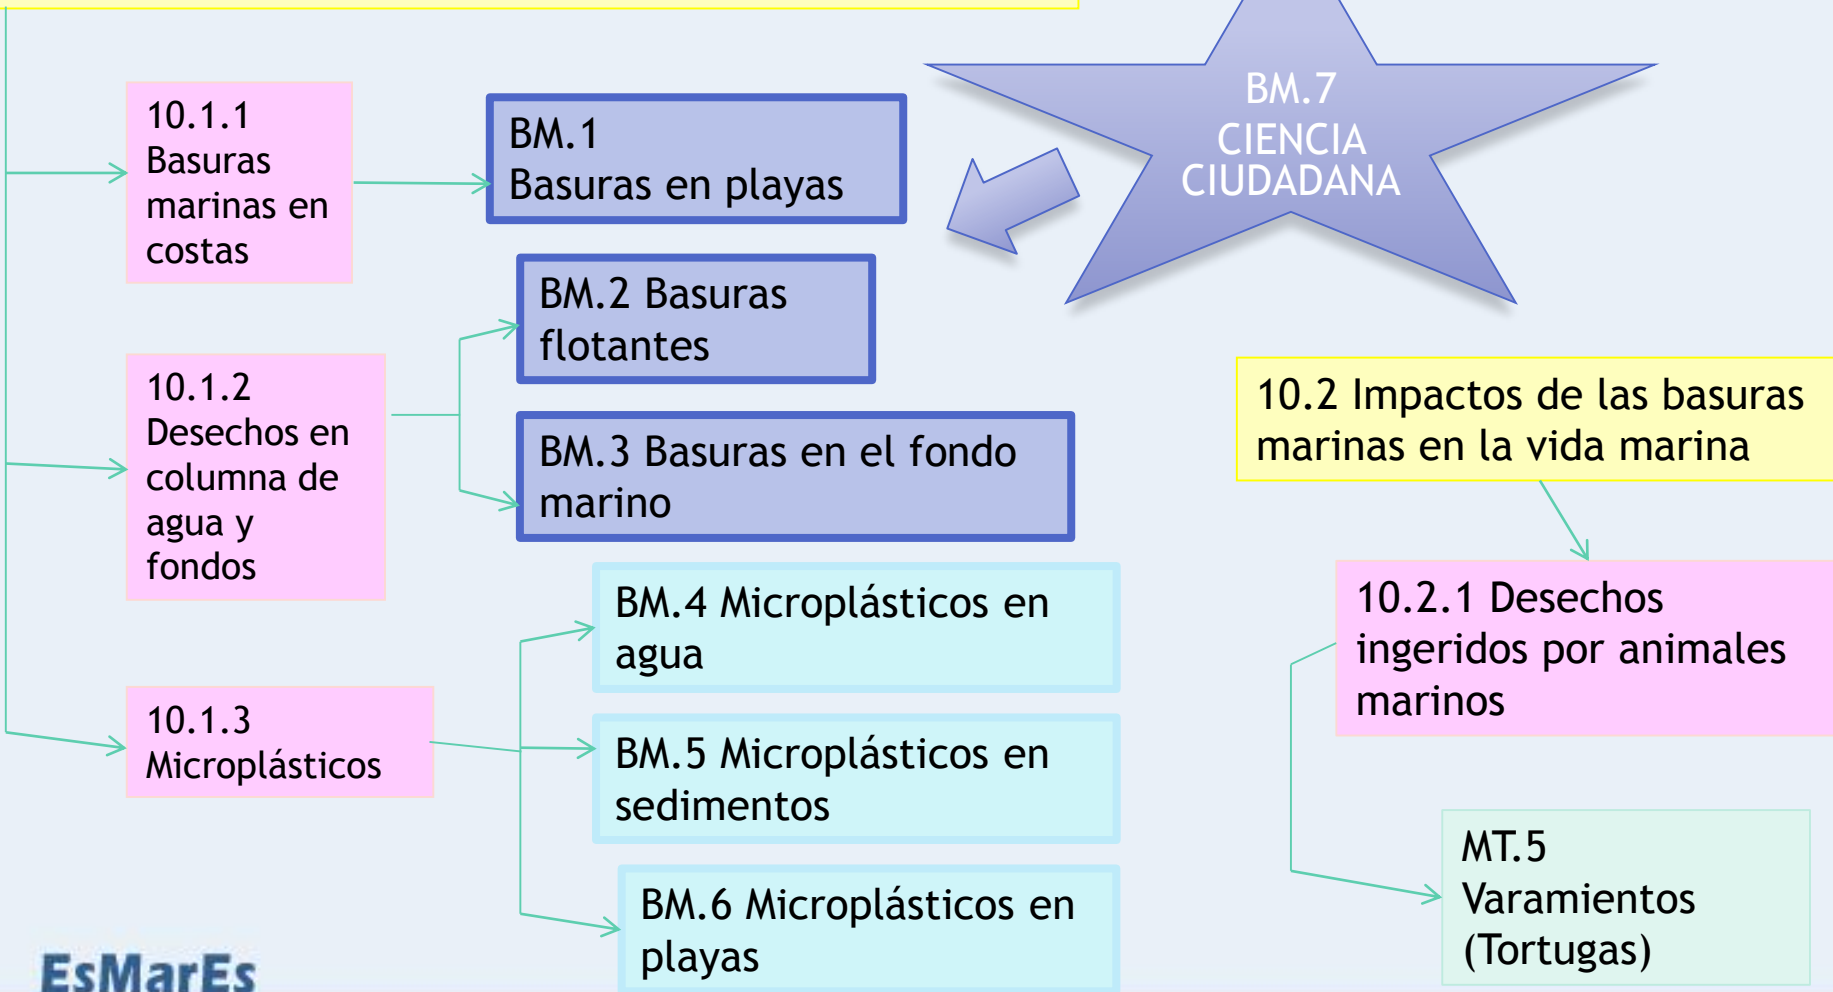 10.1.1
Basuras
marinas en
costas
BM.1
Basuras en playas
BM.7
CIENCIA
CIUDADANA
10.1.2
Desechos en
columna de
agua y
fondos
BM.2 Basuras
flotantes
BM.3 Basuras en el fondo
marino
10.1.3
Microplásticos
BM.4 Microplásticos en
agua
BM.5 Microplásticos en
sedimentos
BM.6 Microplásticos en
playas
10.2 Impactos de las basuras
marinas en la vida marina
10.2.1 Desechos
ingeridos por animales
marinos
MT.5
Varamientos
(Tortugas)
EsMarEs